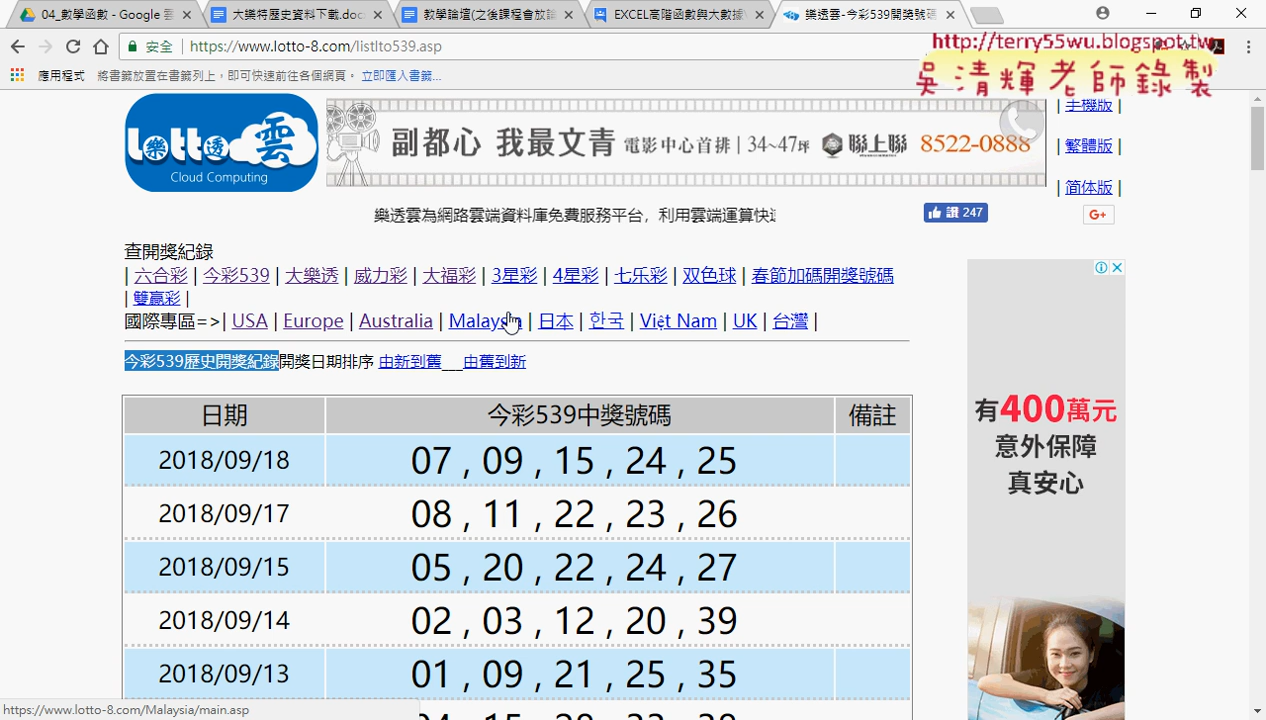 04_數學函數 - Google 雲
大樂特歷史資料下載.docx
教學論壇(之後課程會放論
EXCEL高階函數與大數據V
樂透雲-今彩539開獎號碼
安全 https://www.lotto-8.com/listlto539.asp
http://terry55wu.blogspot.tw
應用程式 將書籤放置在書籤列上，即可快速前往各個網頁。 立即匯入書籤...
吳清輝老師錄製
lotto 樂透 雲
Cloud Computing
副都心 我最文青 電影中心首排 | 34~47坪 聯上聯 8522-0888
| 手機版 |
| 繁體版 |
| 简体版 |
樂透雲為網路雲端資料庫免費服務平台，利用雲端運算快速
讚 247
G+
查開獎紀錄
| 六合彩 | 今彩539 | 大樂透 | 威力彩 | 大福彩 | 3星彩 | 4星彩 | 七乐彩 | 双色球 | 春節加碼開獎號碼
| 雙贏彩 |
國際專區=>| USA | Europe | Australia | Malaysia | 日本 | 한국 | Việt Nam | UK | 台灣 |
今彩539歷史開獎紀錄開獎日期排序 由新到舊___由舊到新
日期 今彩539中獎號碼 備註
2018/09/18 07 , 09 , 15 , 24 , 25
2018/09/17 08 , 11 , 22 , 23 , 26
2018/09/15 05 , 20 , 22 , 24 , 27
2018/09/14 02 , 03 , 12 , 20 , 39
2018/09/13 01 , 09 , 21 , 25 , 35
有400萬元
意外保障
真安心
https://www.lotto-8.com/Malaysia/main.asp